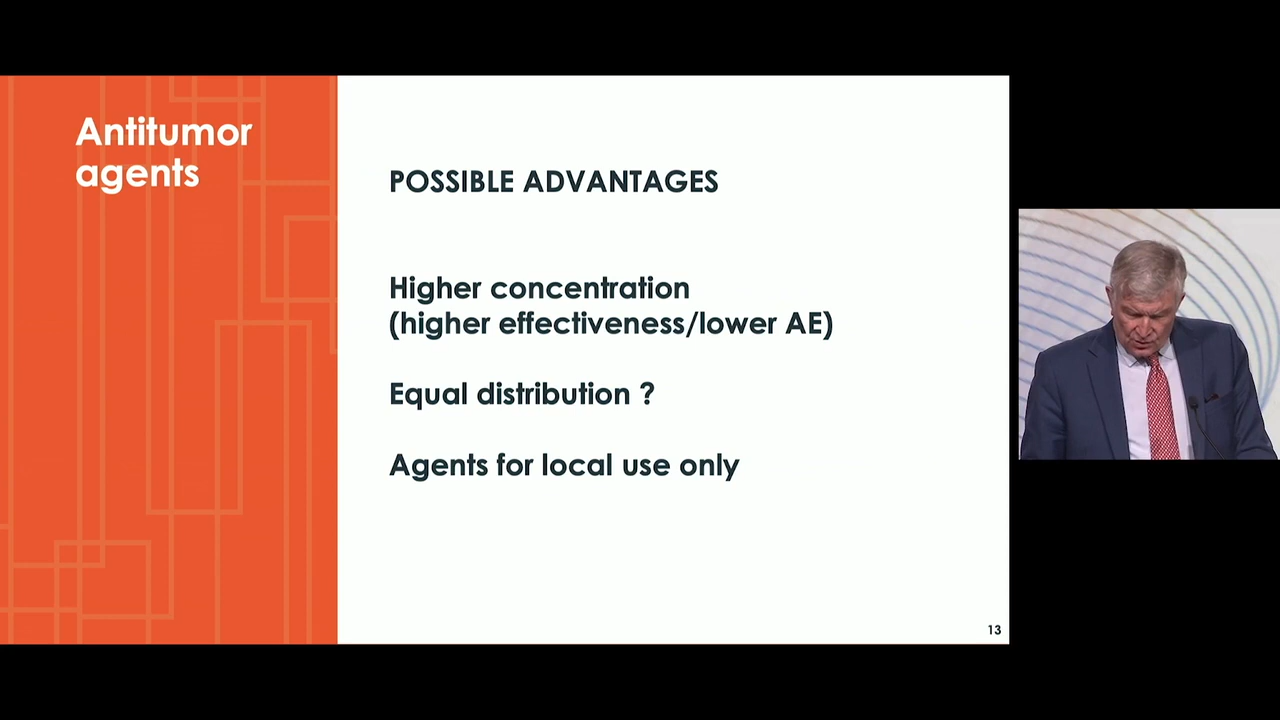 Antitumor
agents
POSSIBLE ADVANTAGES
Higher concentration
(higher effectiveness/lower AE)
Equal distribution ?
Agents for local use only
13